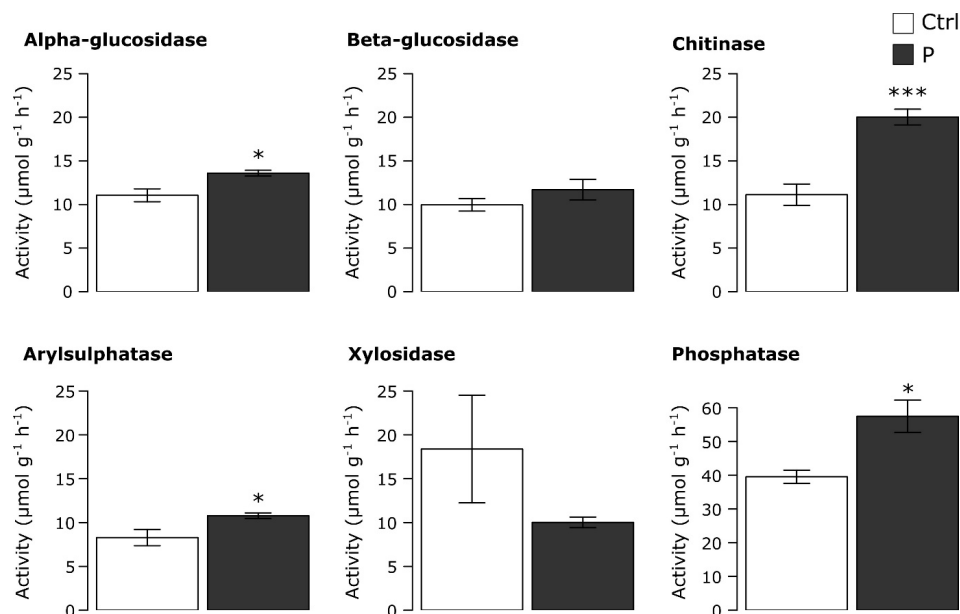 Ctrl
P
Alpha-glucosidase
Activity (µmol g⁻¹ h⁻¹)
25
20
15
10
5
0
*
Beta-glucosidase
Activity (µmol g⁻¹ h⁻¹)
25
20
15
10
5
0
Chitinase
Activity (µmol g⁻¹ h⁻¹)
25
20
15
10
5
0
***
Arylsulphatase
Activity (µmol g⁻¹ h⁻¹)
25
20
15
10
5
0
*
Xylosidase
Activity (µmol g⁻¹ h⁻¹)
25
20
15
10
5
0
Phosphatase
Activity (µmol g⁻¹ h⁻¹)
60
50
40
30
20
10
0
*